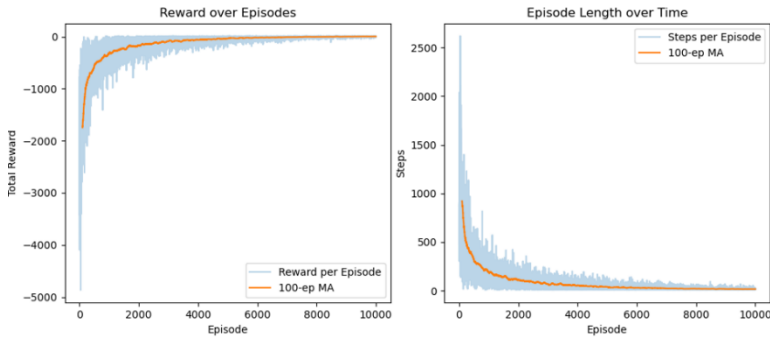 Reward over Episodes
0
-1000
-2000
-3000
-4000
-5000
Total Reward
0 2000 4000 6000 8000 10000
Episode
Reward per Episode
100-ep MA
Episode Length over Time
2500
2000
1500
1000
500
0
Steps
0 2000 4000 6000 8000 10000
Episode
Steps per Episode
100-ep MA